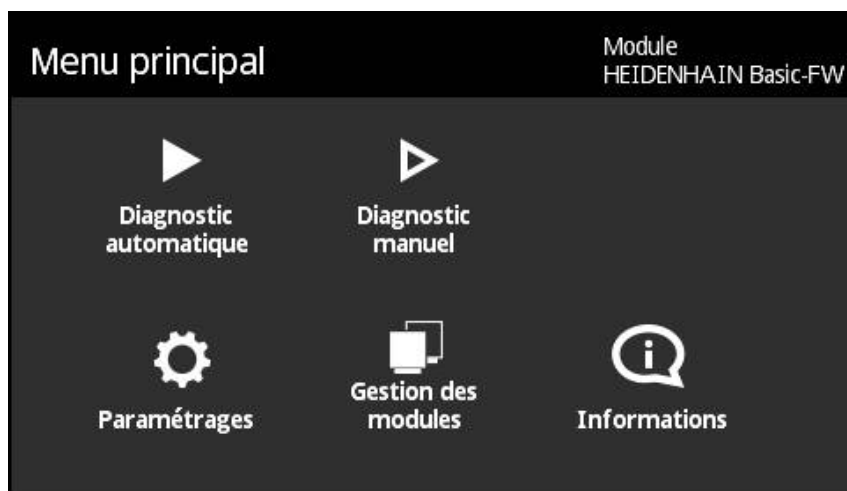 Menu principal
Module
HEIDENHAIN Basic-FW
Diagnostic
automatique
Diagnostic
manuel
Paramétrages
Gestion des
modules
Informations